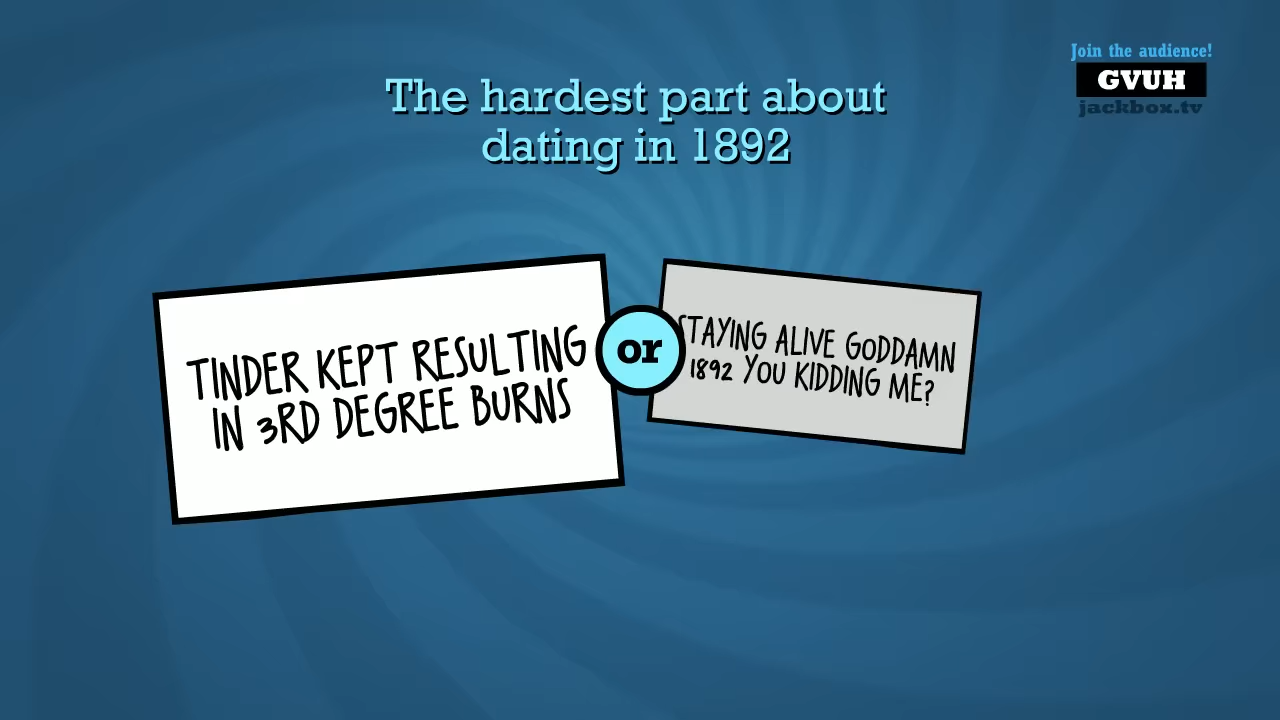 Join the audience!
GVUH
jackbox.tv
The hardest part about
dating in 1892
TINDER KEPT RESULTING
IN 3RD DEGREE BURNS
or
STAYING ALIVE GODDAMN
1892 YOU KIDDING ME?